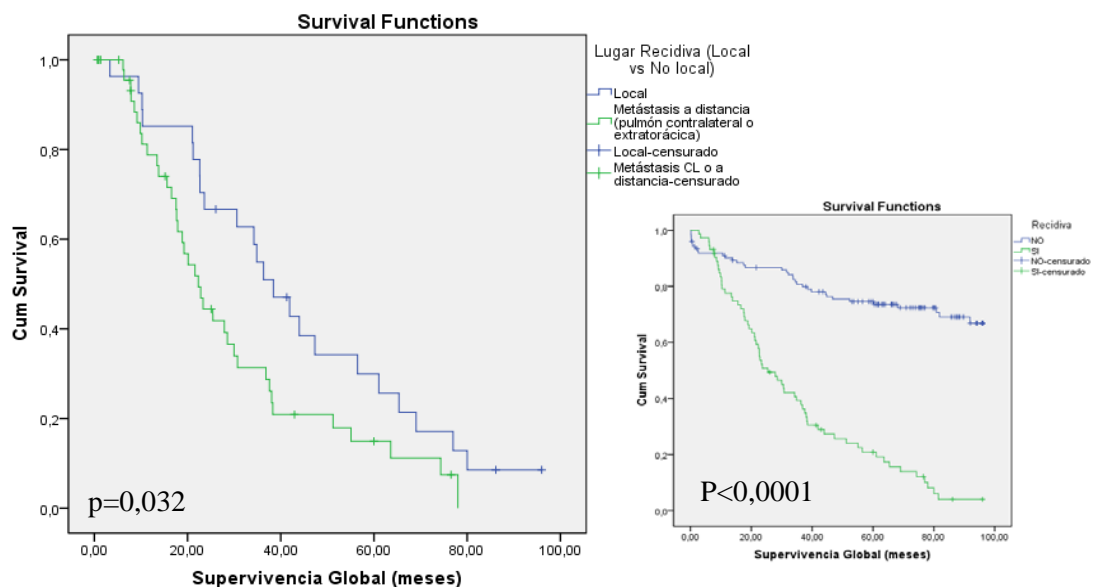 Survival Functions
Lugar Recidiva (Local
vs No local)
Local
Metástasis a distancia
(pulmón contralateral o
extratorácica)
Local-censurado
Metástasis CL o a
distancia-censurado
Cum Survival
1,0
0,8
0,6
0,4
0,2
0,0
p=0,032
0,00 20,00 40,00 60,00 80,00 100,00
Supervivencia Global (meses)
Survival Functions
Recidiva
NO
SI
NO-censurado
SI-censurado
Cum Survival
1,0
0,8
0,6
0,4
0,2
0,0
P<0,0001
0,00 20,00 40,00 60,00 80,00 100,00
Supervivencia Global (meses)